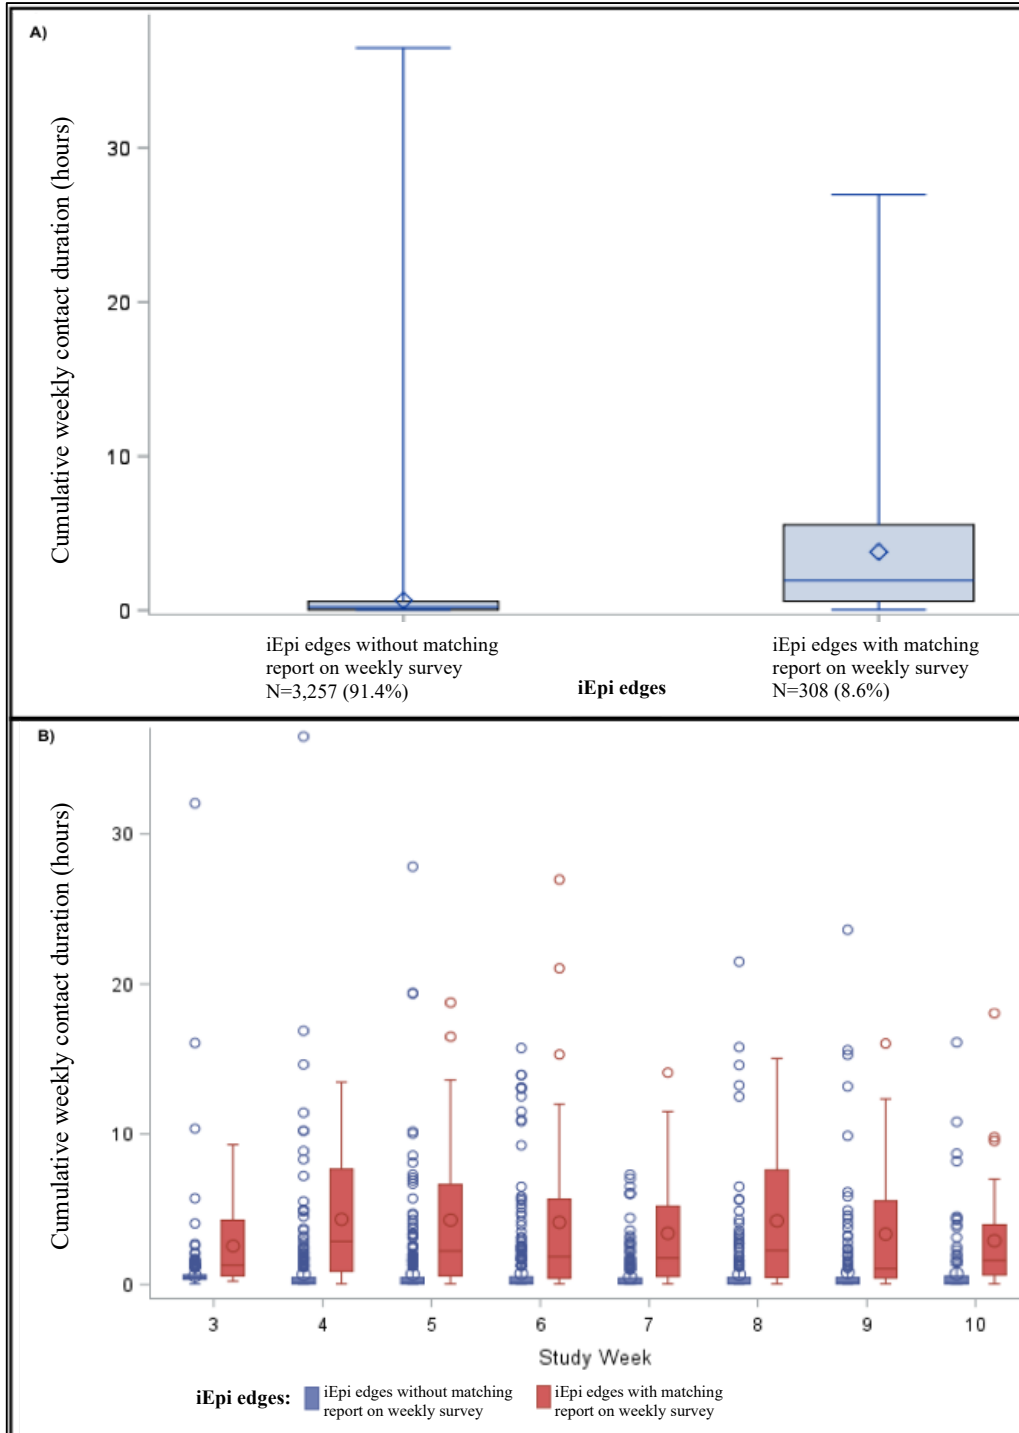 A)
Cumulative weekly contact duration (hours)
30
20
10
0
iEpi edges without matching
report on weekly survey
N=3,257 (91.4%)
iEpi edges
iEpi edges with matching
report on weekly survey
N=308 (8.6%)
B)
Cumulative weekly contact duration (hours)
30
20
10
0
3 4 5 6 7 8 9 10
Study Week
iEpi edges:
iEpi edges without matching
report on weekly survey
iEpi edges with matching
report on weekly survey